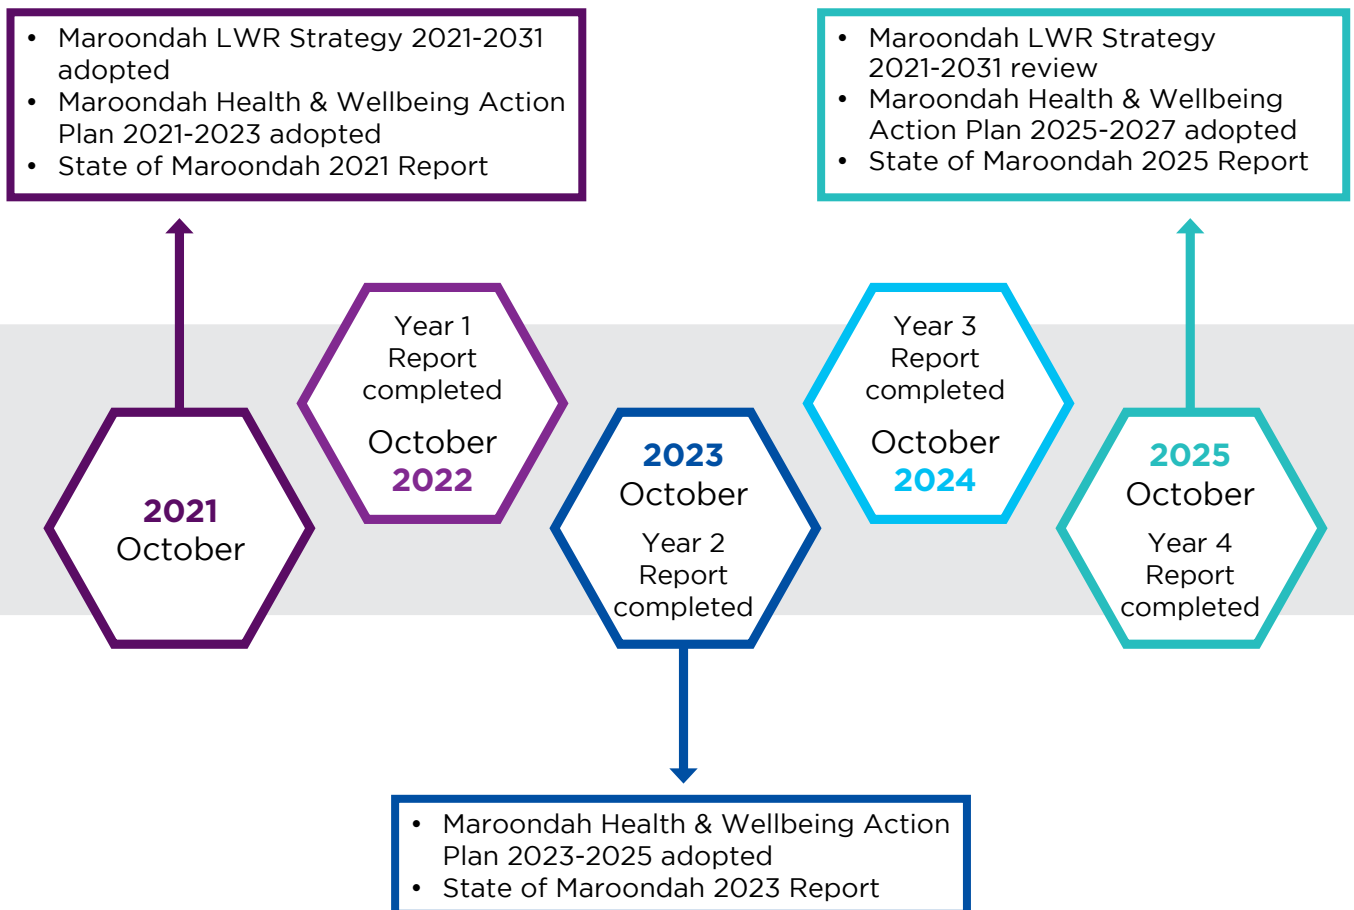 • Maroondah LWR Strategy 2021-2031
adopted
• Maroondah Health & Wellbeing Action
Plan 2021-2023 adopted
• State of Maroondah 2021 Report
• Maroondah LWR Strategy
2021-2031 review
• Maroondah Health & Wellbeing
Action Plan 2025-2027 adopted
• State of Maroondah 2025 Report
2021
October
Year 1
Report
completed
October
2022
2023
October
Year 2
Report
completed
Year 3
Report
completed
October
2024
2025
October
Year 4
Report
completed
• Maroondah Health & Wellbeing Action
Plan 2023-2025 adopted
• State of Maroondah 2023 Report